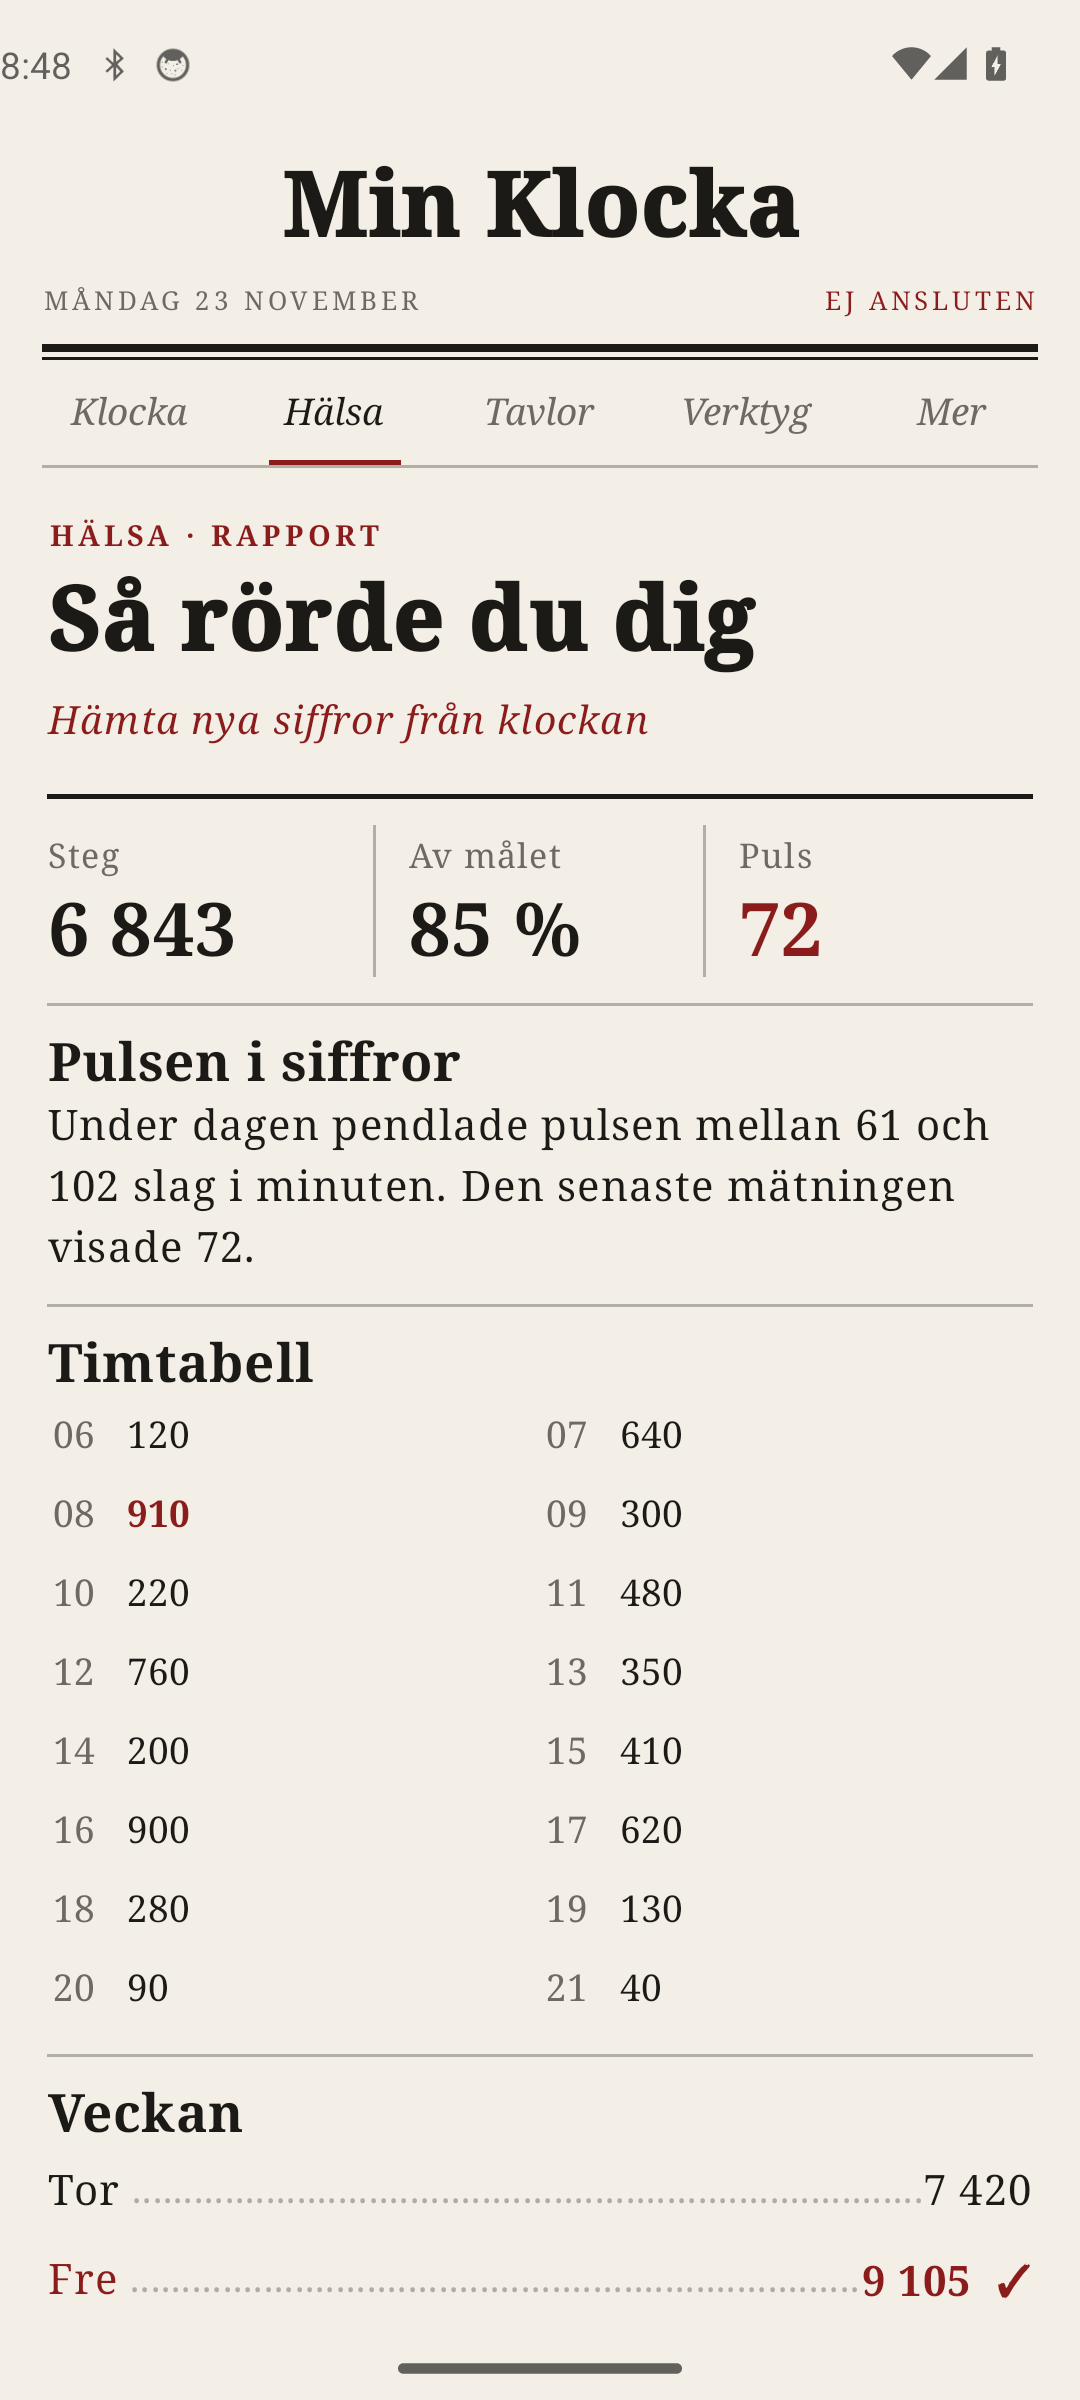 8:48
Min Klocka
MÅNDAG 23 NOVEMBER EJ ANSLUTEN
Klocka Hälsa Tavlor Verktyg Mer
HÄLSA · RAPPORT
Så rörde du dig
Hämta nya siffror från klockan
Steg Av målet Puls
6 843 85 % 72
Pulsen i siffror
Under dagen pendlade pulsen mellan 61 och
102 slag i minuten. Den senaste mätningen
visade 72.
Timtabell
06 120 07 640
08 910 09 300
10 220 11 480
12 760 13 350
14 200 15 410
16 900 17 620
18 280 19 130
20 90 21 40
Veckan
Tor 7 420
Fre 9 105 ✓